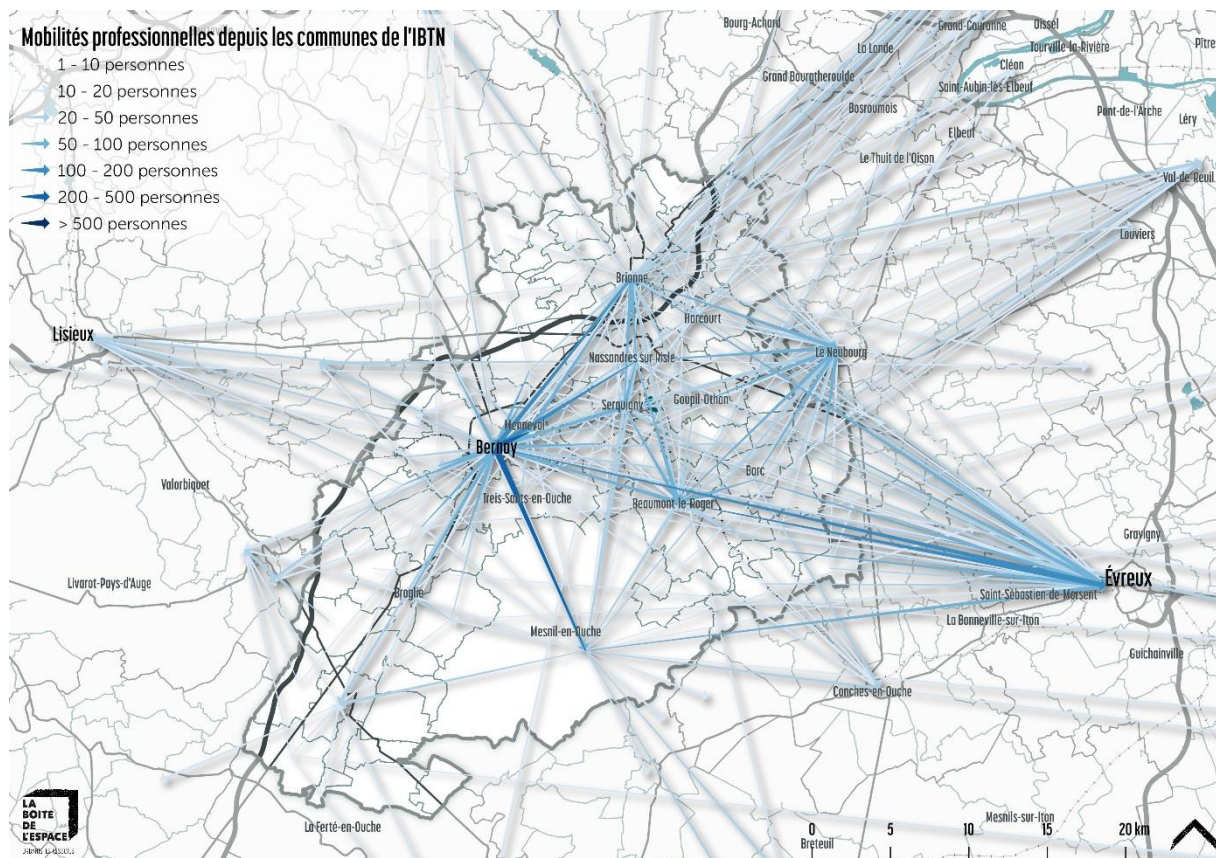 Mobilités professionnelles depuis les communes de l'IBTN
1 - 10 personnes
10 - 20 personnes
20 - 50 personnes
50 - 100 personnes
100 - 200 personnes
200 - 500 personnes
> 500 personnes
Bourg-Achard
Grand-Couronne
Oissel
La Londe
Tourville-la-Rivière
Pitre
Cléon
Grand Bourgtheroulde
Saint-Aubin-lès-Elbeuf
Bosroumois
Pont-de-l'Arche
Léry
Elbeuf
Le Thuit de l'Oison
Val-de-Reuil
Louviers
Brionne
Harcourt
Lisieux
Nassandres sur Risle
Le Neubourg
Serquigny
Goupil-Othon
Menneval
Bernay
Barc
Valorbiquet
Treis-Sants-en-Ouche
Beaumont-le-Roger
Gravigny
Livarot-Pays-d'Auge
Évreux
Broglie
Saint-Sébastien-de-Morsent
La Bonneville-sur-Iton
Mesnil-en-Ouche
Guichainville
Conches-en-Ouche
LA
BOITE
DE
L'ESPACE
La Ferté-en-Ouche
Mesnils-sur-Iton
Breteuil
0 5 10 15 20 km